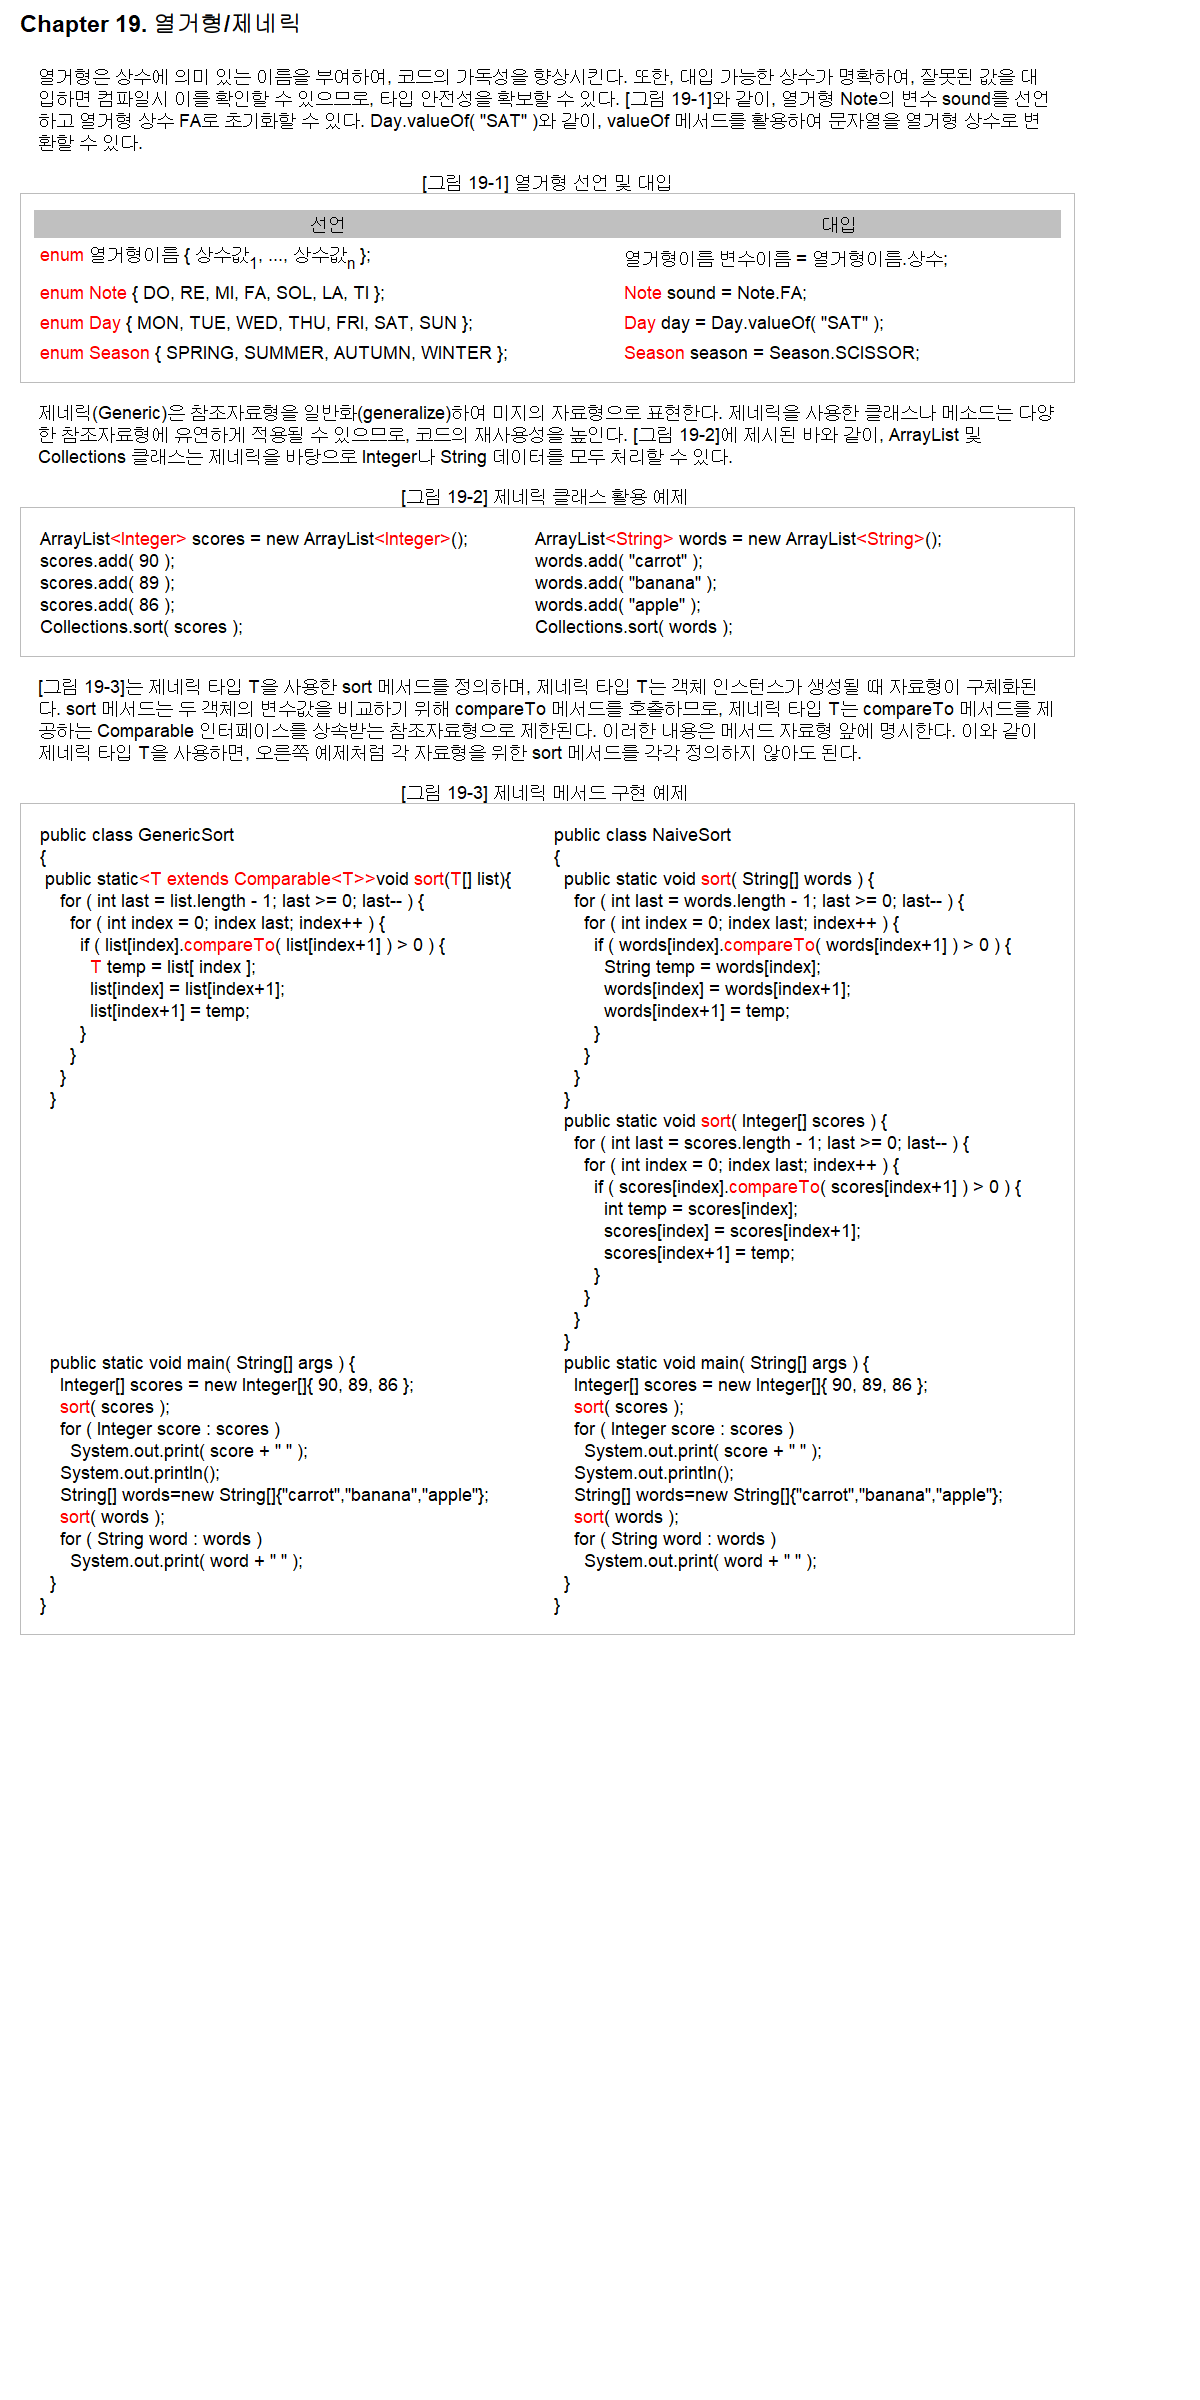 Chapter 19. 열거형/제네릭
열거형은 상수에 의미 있는 이름을 부여하여, 코드의 가독성을 향상시킨다. 또한, 대입 가능한 상수가 명확하여, 잘못된 값을 대
입하면 컴파일시 이를 확인할 수 있으므로, 타입 안전성을 확보할 수 있다. [그림 19-1]와 같이, 열거형 Note의 변수 sound를 선언
하고 열거형 상수 FA로 초기화할 수 있다. Day.valueOf( "SAT" )와 같이, valueOf 메서드를 활용하여 문자열을 열거형 상수로 변
환할 수 있다.
[그림 19-1] 열거형 선언 및 대입
선언 대입
enum 열거형이름 { 상수값1, ..., 상수값n }; 열거형이름 변수이름 = 열거형이름.상수;
enum Note { DO, RE, MI, FA, SOL, LA, TI }; Note sound = Note.FA;
enum Day { MON, TUE, WED, THU, FRI, SAT, SUN }; Day day = Day.valueOf( "SAT" );
enum Season { SPRING, SUMMER, AUTUMN, WINTER }; Season season = Season.SCISSOR;
제네릭(Generic)은 참조자료형을 일반화(generalize)하여 미지의 자료형으로 표현한다. 제네릭을 사용한 클래스나 메소드는 다양
한 참조자료형에 유연하게 적용될 수 있으므로, 코드의 재사용성을 높인다. [그림 19-2]에 제시된 바와 같이, ArrayList 및
Collections 클래스는 제네릭을 바탕으로 Integer나 String 데이터를 모두 처리할 수 있다.
[그림 19-2] 제네릭 클래스 활용 예제
ArrayList<Integer> scores = new ArrayList<Integer>();
scores.add( 90 );
scores.add( 89 );
scores.add( 86 );
Collections.sort( scores );
ArrayList<String> words = new ArrayList<String>();
words.add( "carrot" );
words.add( "banana" );
words.add( "apple" );
Collections.sort( words );
[그림 19-3]는 제네릭 타입 T을 사용한 sort 메서드를 정의하며, 제네릭 타입 T는 객체 인스턴스가 생성될 때 자료형이 구체화된
다. sort 메서드는 두 객체의 변수값을 비교하기 위해 compareTo 메서드를 호출하므로, 제네릭 타입 T는 compareTo 메서드를 제
공하는 Comparable 인터페이스를 상속받는 참조자료형으로 제한된다. 이러한 내용은 메서드 자료형 앞에 명시한다. 이와 같이
제네릭 타입 T을 사용하면, 오른쪽 예제처럼 각 자료형을 위한 sort 메서드를 각각 정의하지 않아도 된다.
[그림 19-3] 제네릭 메서드 구현 예제
public class GenericSort
{
public static<T extends Comparable<T>>void sort(T[] list){
for ( int last = list.length - 1; last >= 0; last-- ) {
for ( int index = 0; index last; index++ ) {
if ( list[index].compareTo( list[index+1] ) > 0 ) {
T temp = list[ index ];
list[index] = list[index+1];
list[index+1] = temp;
}
}
}
}
public static void main( String[] args ) {
Integer[] scores = new Integer[]{ 90, 89, 86 };
sort( scores );
for ( Integer score : scores )
System.out.print( score + " " );
System.out.println();
String[] words=new String[]{"carrot","banana","apple"};
sort( words );
for ( String word : words )
System.out.print( word + " " );
}
}
public class NaiveSort
{
public static void sort( String[] words ) {
for ( int last = words.length - 1; last >= 0; last-- ) {
for ( int index = 0; index last; index++ ) {
if ( words[index].compareTo( words[index+1] ) > 0 ) {
String temp = words[index];
words[index] = words[index+1];
words[index+1] = temp;
}
}
}
}
public static void sort( Integer[] scores ) {
for ( int last = scores.length - 1; last >= 0; last-- ) {
for ( int index = 0; index last; index++ ) {
if ( scores[index].compareTo( scores[index+1] ) > 0 ) {
int temp = scores[index];
scores[index] = scores[index+1];
scores[index+1] = temp;
}
}
}
}
public static void main( String[] args ) {
Integer[] scores = new Integer[]{ 90, 89, 86 };
sort( scores );
for ( Integer score : scores )
System.out.print( score + " " );
System.out.println();
String[] words=new String[]{"carrot","banana","apple"};
sort( words );
for ( String word : words )
System.out.print( word + " " );
}
}